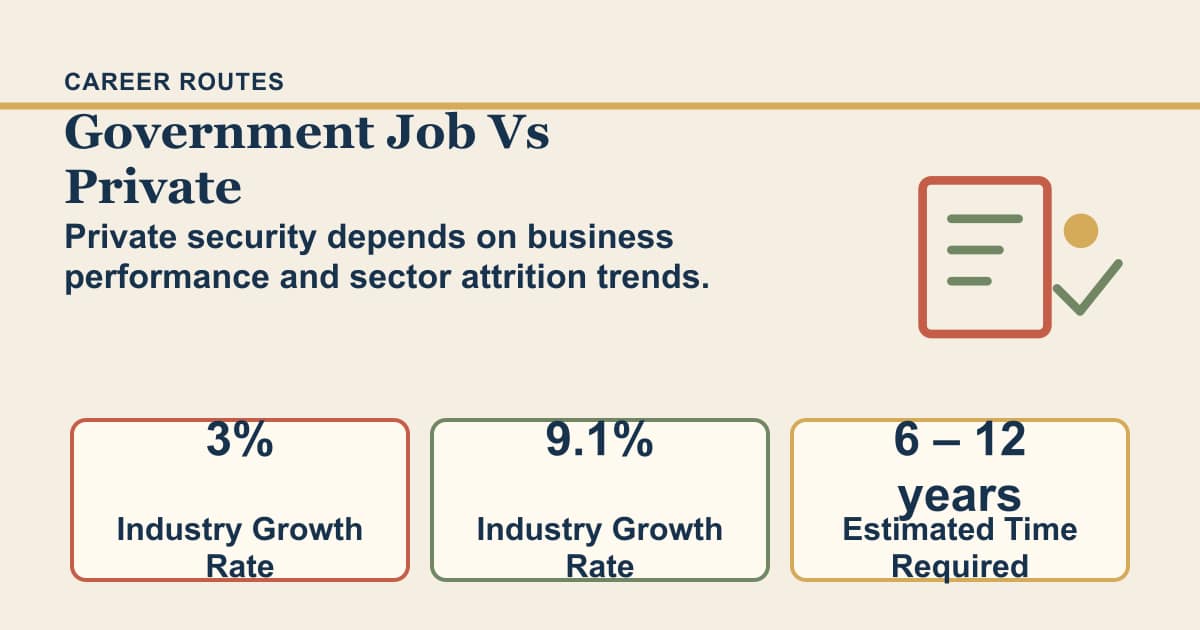 CAREER ROUTES
Government Job Vs
Private
Private security depends on business
performance and sector attrition trends.
3%
Industry Growth
Rate
9.1%
Industry Growth
Rate
6 – 12
years
Estimated Time
Required